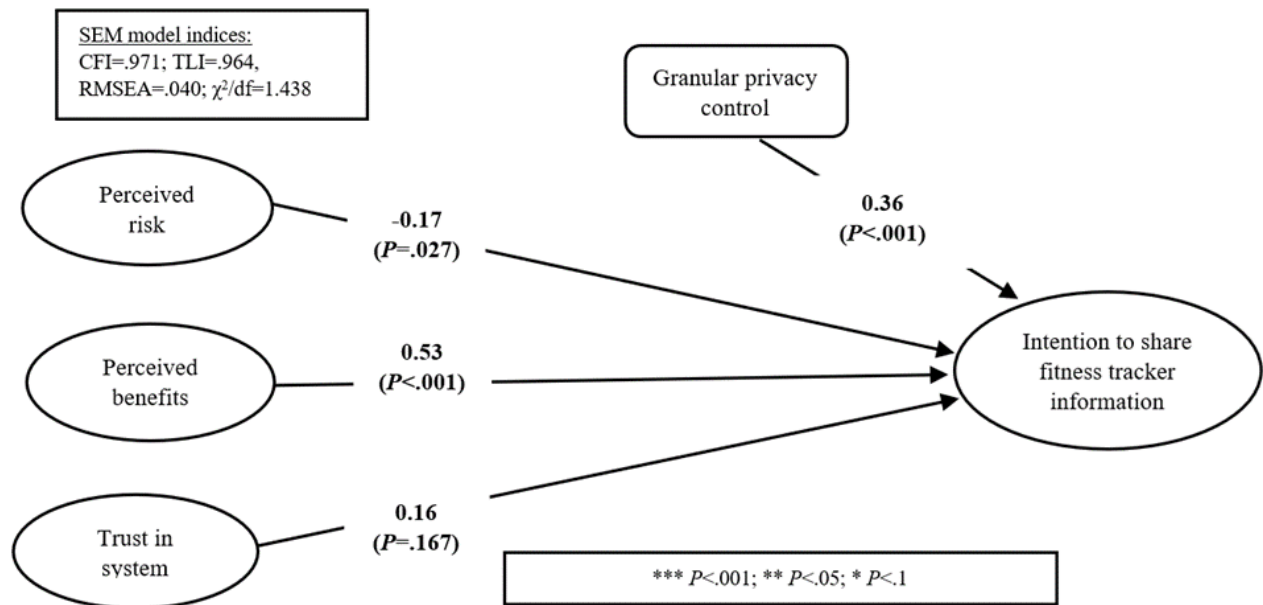 SEM model indices:
CFI=.971; TLI=.964,
RMSEA=.040; χ²/df=1.438
Granular privacy
control
Perceived
risk
-0.17
(P=.027)
0.36
(P<.001)
Perceived
benefits
0.53
(P<.001)
Intention to share
fitness tracker
information
Trust in
system
0.16
(P=.167)
*** P<.001; ** P<.05; * P<.1